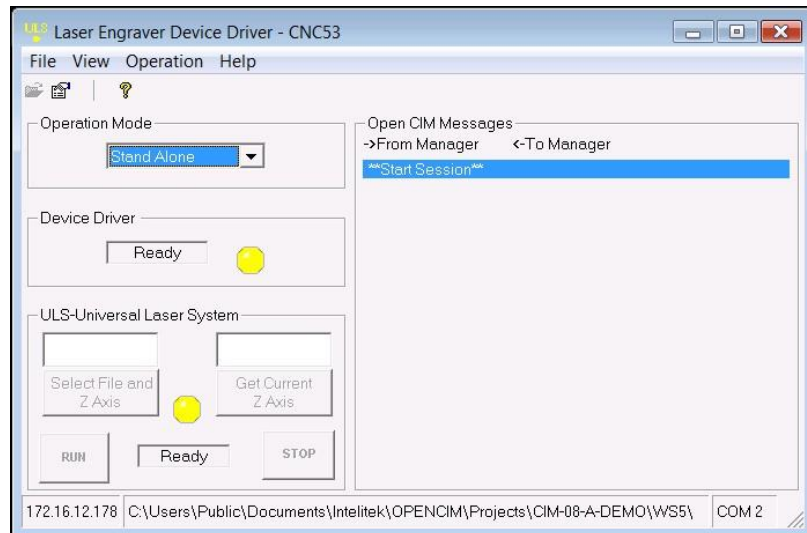 ULS Laser Engraver Device Driver - CNC53
File View Operation Help
Operation Mode
Stand Alone
Device Driver
Ready
ULS-Universal Laser System
Select File and
Z Axis
Get Current
Z Axis
RUN
Ready
STOP
Open CIM Messages
->From Manager <-To Manager
**Start Session**
172.16.12.178 C:\Users\Public\Documents\Intelitek\OPENCIM\Projects\CIM-08-A-DEMO\WS5\ COM 2